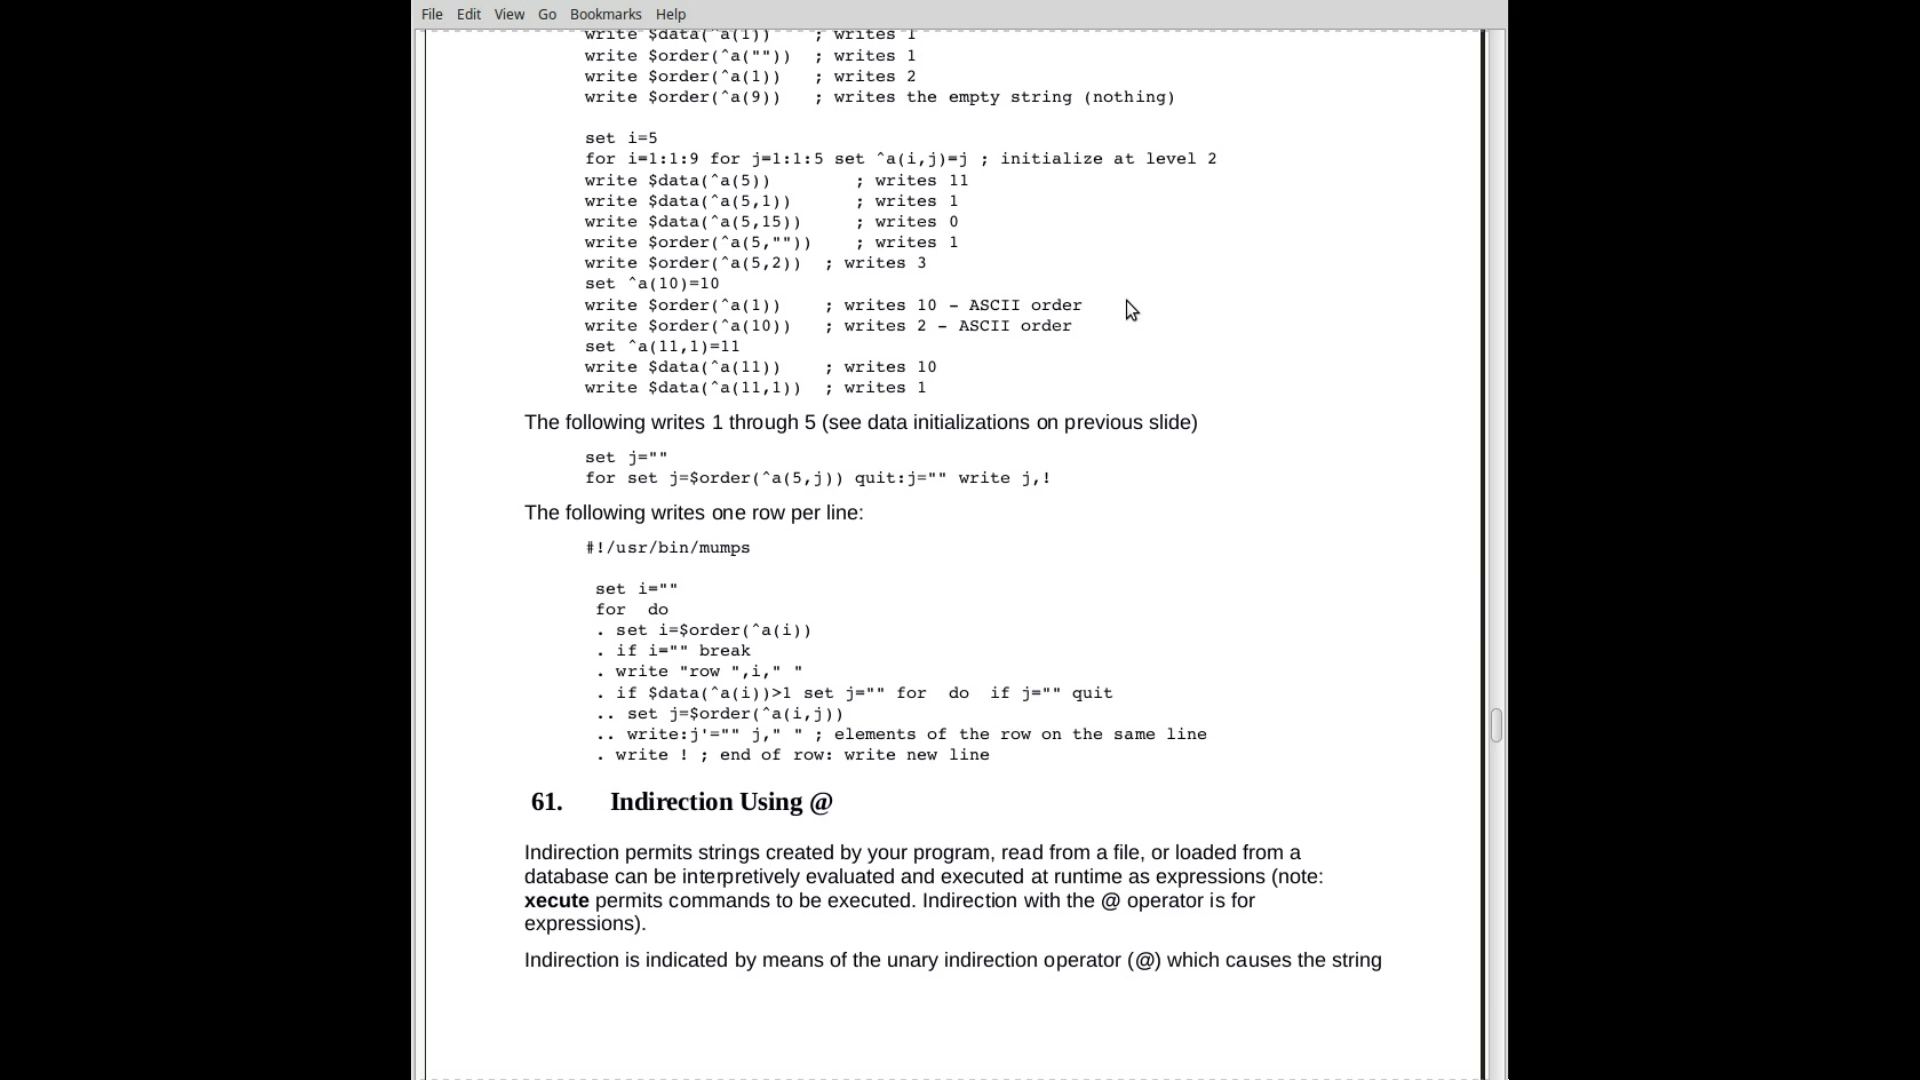 File Edit View Go Bookmarks Help
write $data(^a(1))    ; writes 1
write $order(^a(""))  ; writes 1
write $order(^a(1))   ; writes 2
write $order(^a(9))   ; writes the empty string (nothing)
set i=5
for i=1:1:9 for j=1:1:5 set ^a(i,j)=j ; initialize at level 2
write $data(^a(5))        ; writes 11
write $data(^a(5,1))      ; writes 1
write $data(^a(5,15))     ; writes 0
write $order(^a(5,""))    ; writes 1
write $order(^a(5,2))  ; writes 3
set ^a(10)=10
write $order(^a(1))    ; writes 10 - ASCII order
write $order(^a(10))   ; writes 2 - ASCII order
set ^a(11,1)=11
write $data(^a(11))    ; writes 10
write $data(^a(11,1))  ; writes 1
The following writes 1 through 5 (see data initializations on previous slide)
set j=""
for set j=$order(^a(5,j)) quit:j="" write j,!
The following writes one row per line:
#!/usr/bin/mumps
set i=""
for  do
. set i=$order(^a(i))
. if i="" break
. write "row ",i," "
. if $data(^a(i))>1 set j="" for  do  if j="" quit
.. set j=$order(^a(i,j))
.. write:j'="" j," " ; elements of the row on the same line
. write ! ; end of row: write new line
61. Indirection Using @
Indirection permits strings created by your program, read from a file, or loaded from a
database can be interpretively evaluated and executed at runtime as expressions (note:
xecute permits commands to be executed. Indirection with the @ operator is for
expressions).
Indirection is indicated by means of the unary indirection operator (@) which causes the string